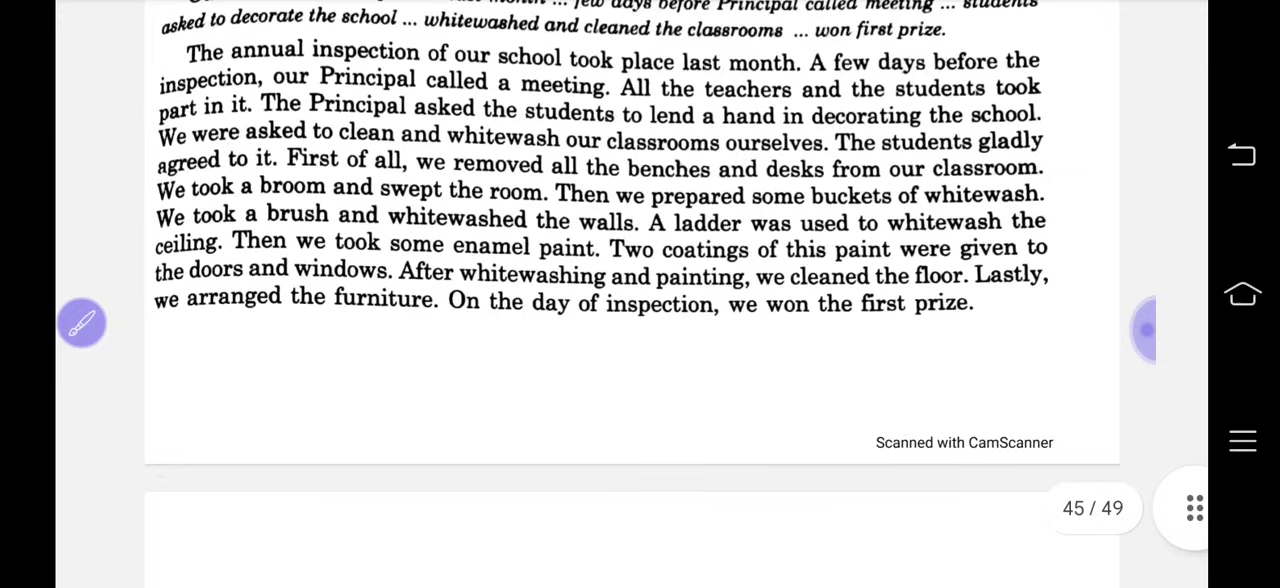 few days before Principal called meeting ... students
asked to decorate the school ... whitewashed and cleaned the classrooms ... won first prize.
The annual inspection of our school took place last month. A few days before the
inspection, our Principal called a meeting. All the teachers and the students took
part in it. The Principal asked the students to lend a hand in decorating the school.
We were asked to clean and whitewash our classrooms ourselves. The students gladly
agreed to it. First of all, we removed all the benches and desks from our classroom.
We took a broom and swept the room. Then we prepared some buckets of whitewash.
We took a brush and whitewashed the walls. A ladder was used to whitewash the
ceiling. Then we took some enamel paint. Two coatings of this paint were given to
the doors and windows. After whitewashing and painting, we cleaned the floor. Lastly,
we arranged the furniture. On the day of inspection, we won the first prize.
Scanned with CamScanner
45 / 49